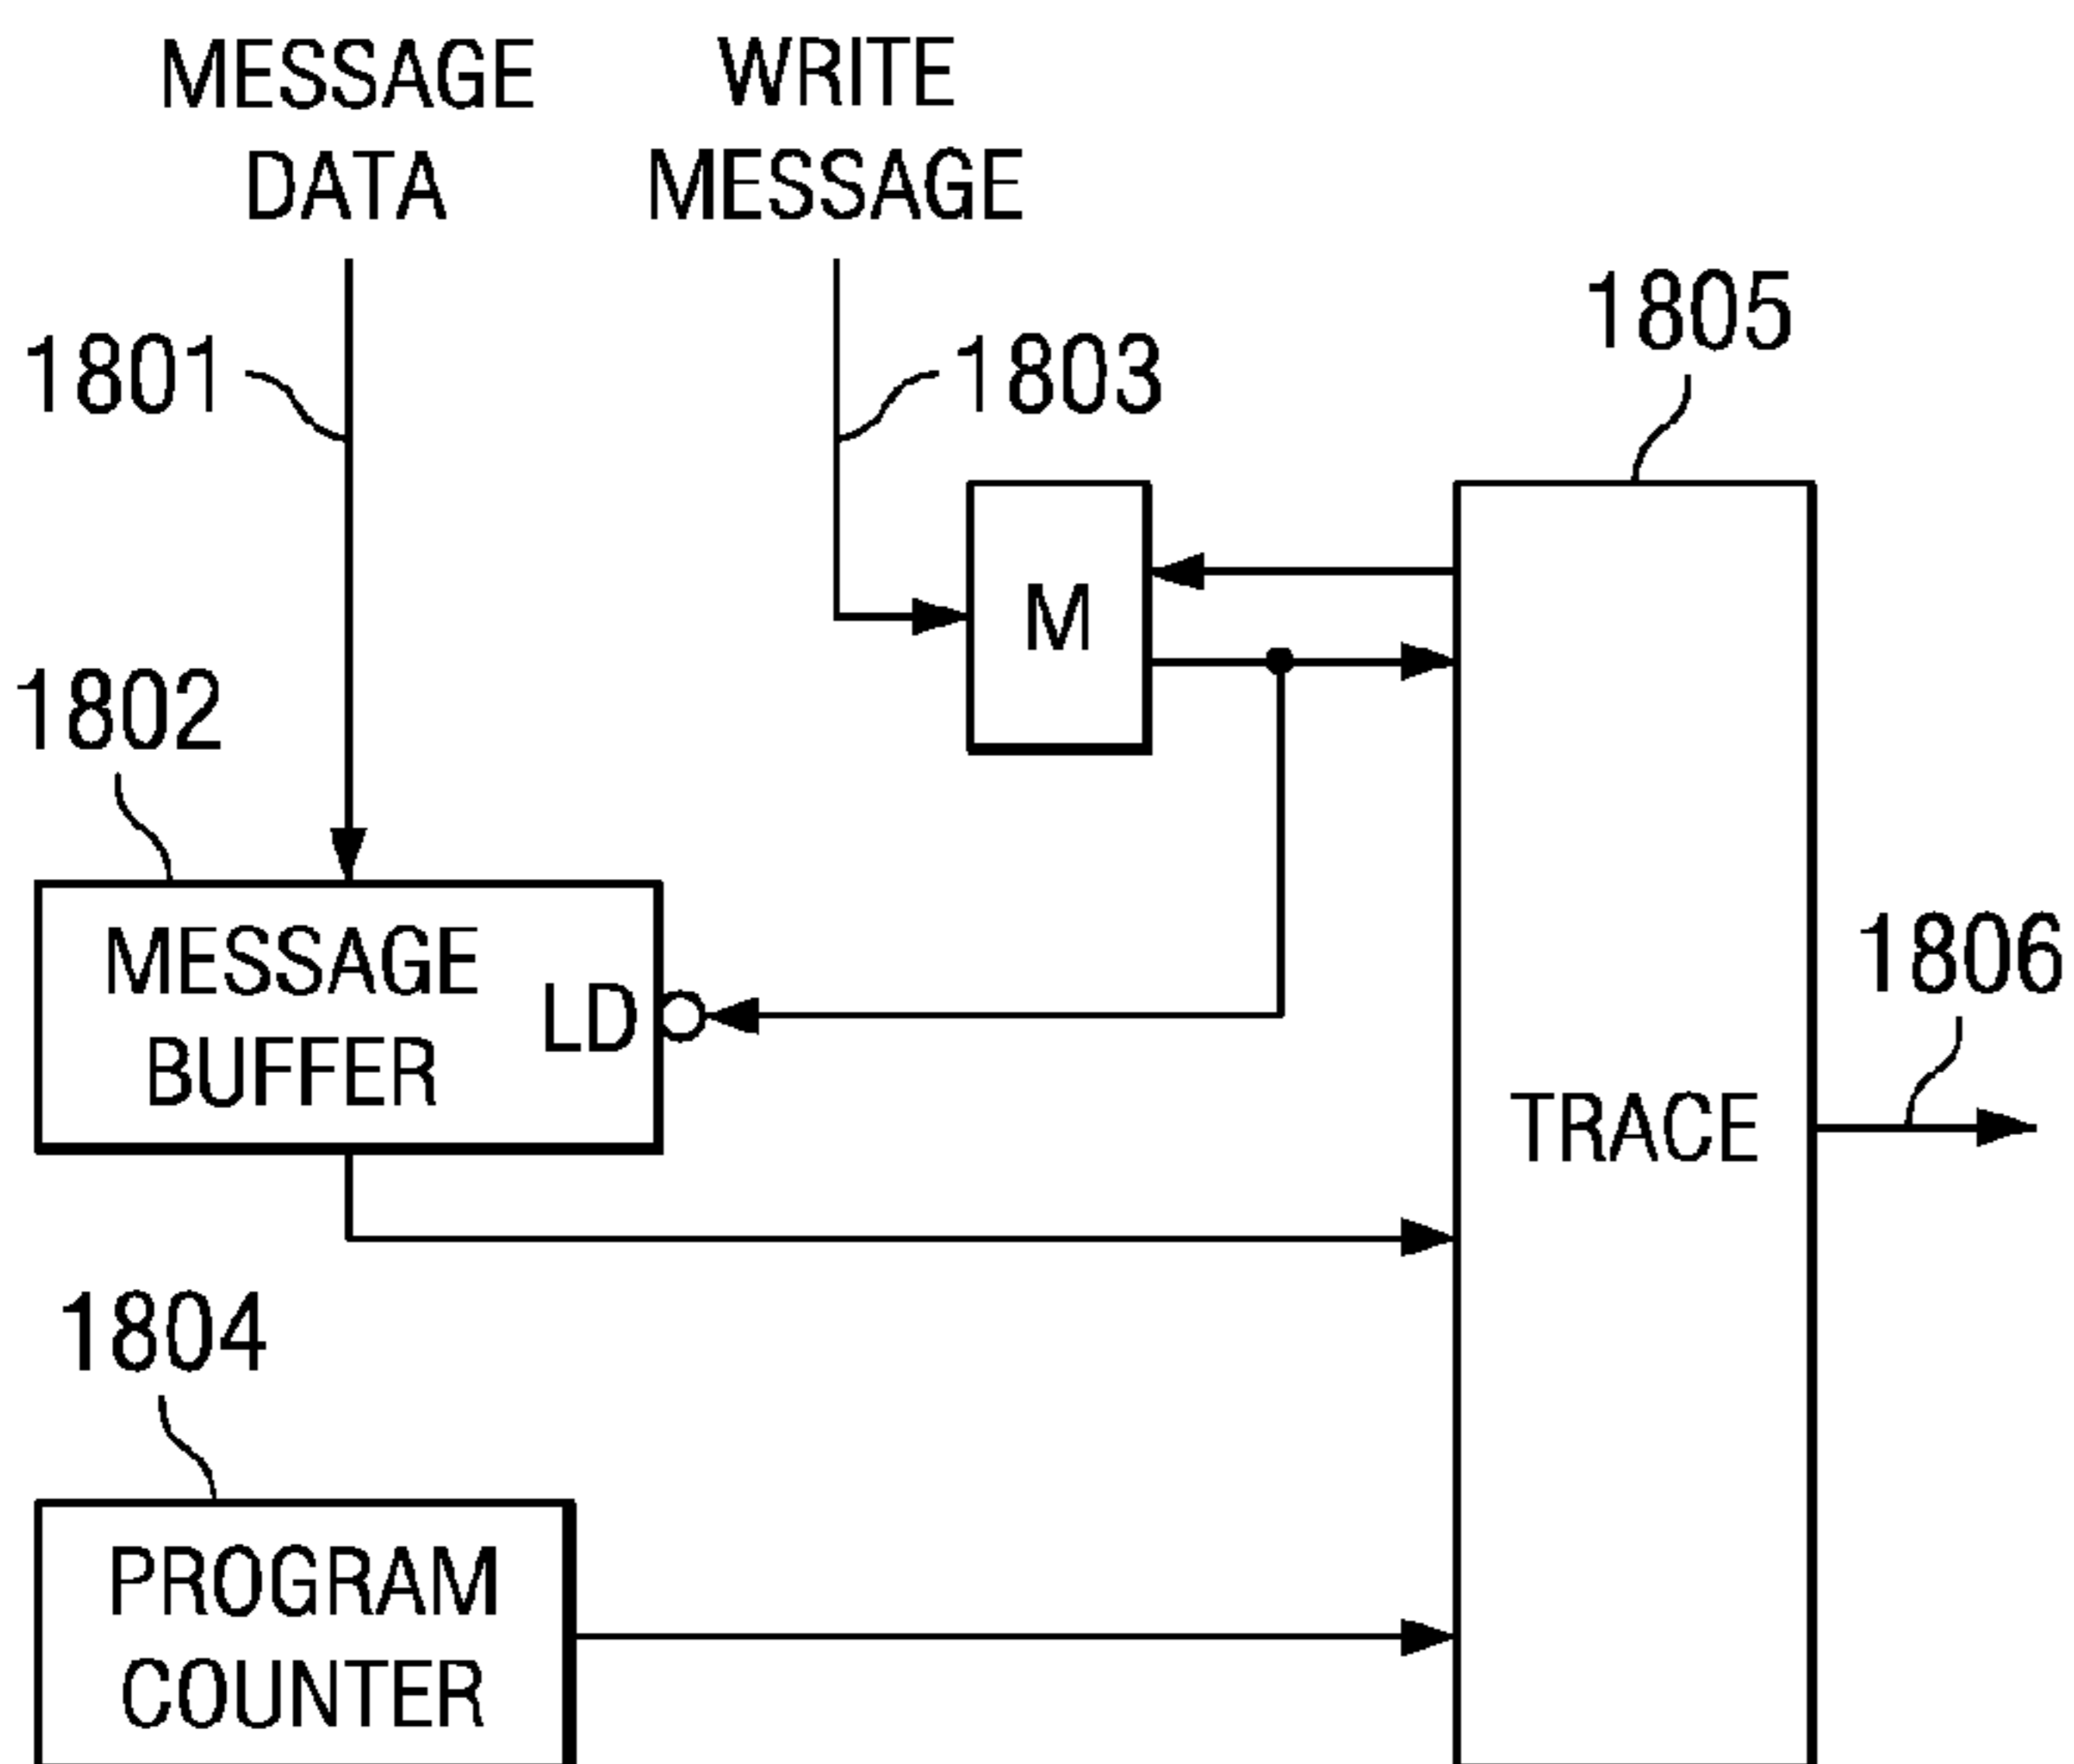 MESSAGE
DATA
WRITE
MESSAGE
1801
1803
1805
M
1802
MESSAGE
BUFFER
LD
1806
TRACE
1804
PROGRAM
COUNTER